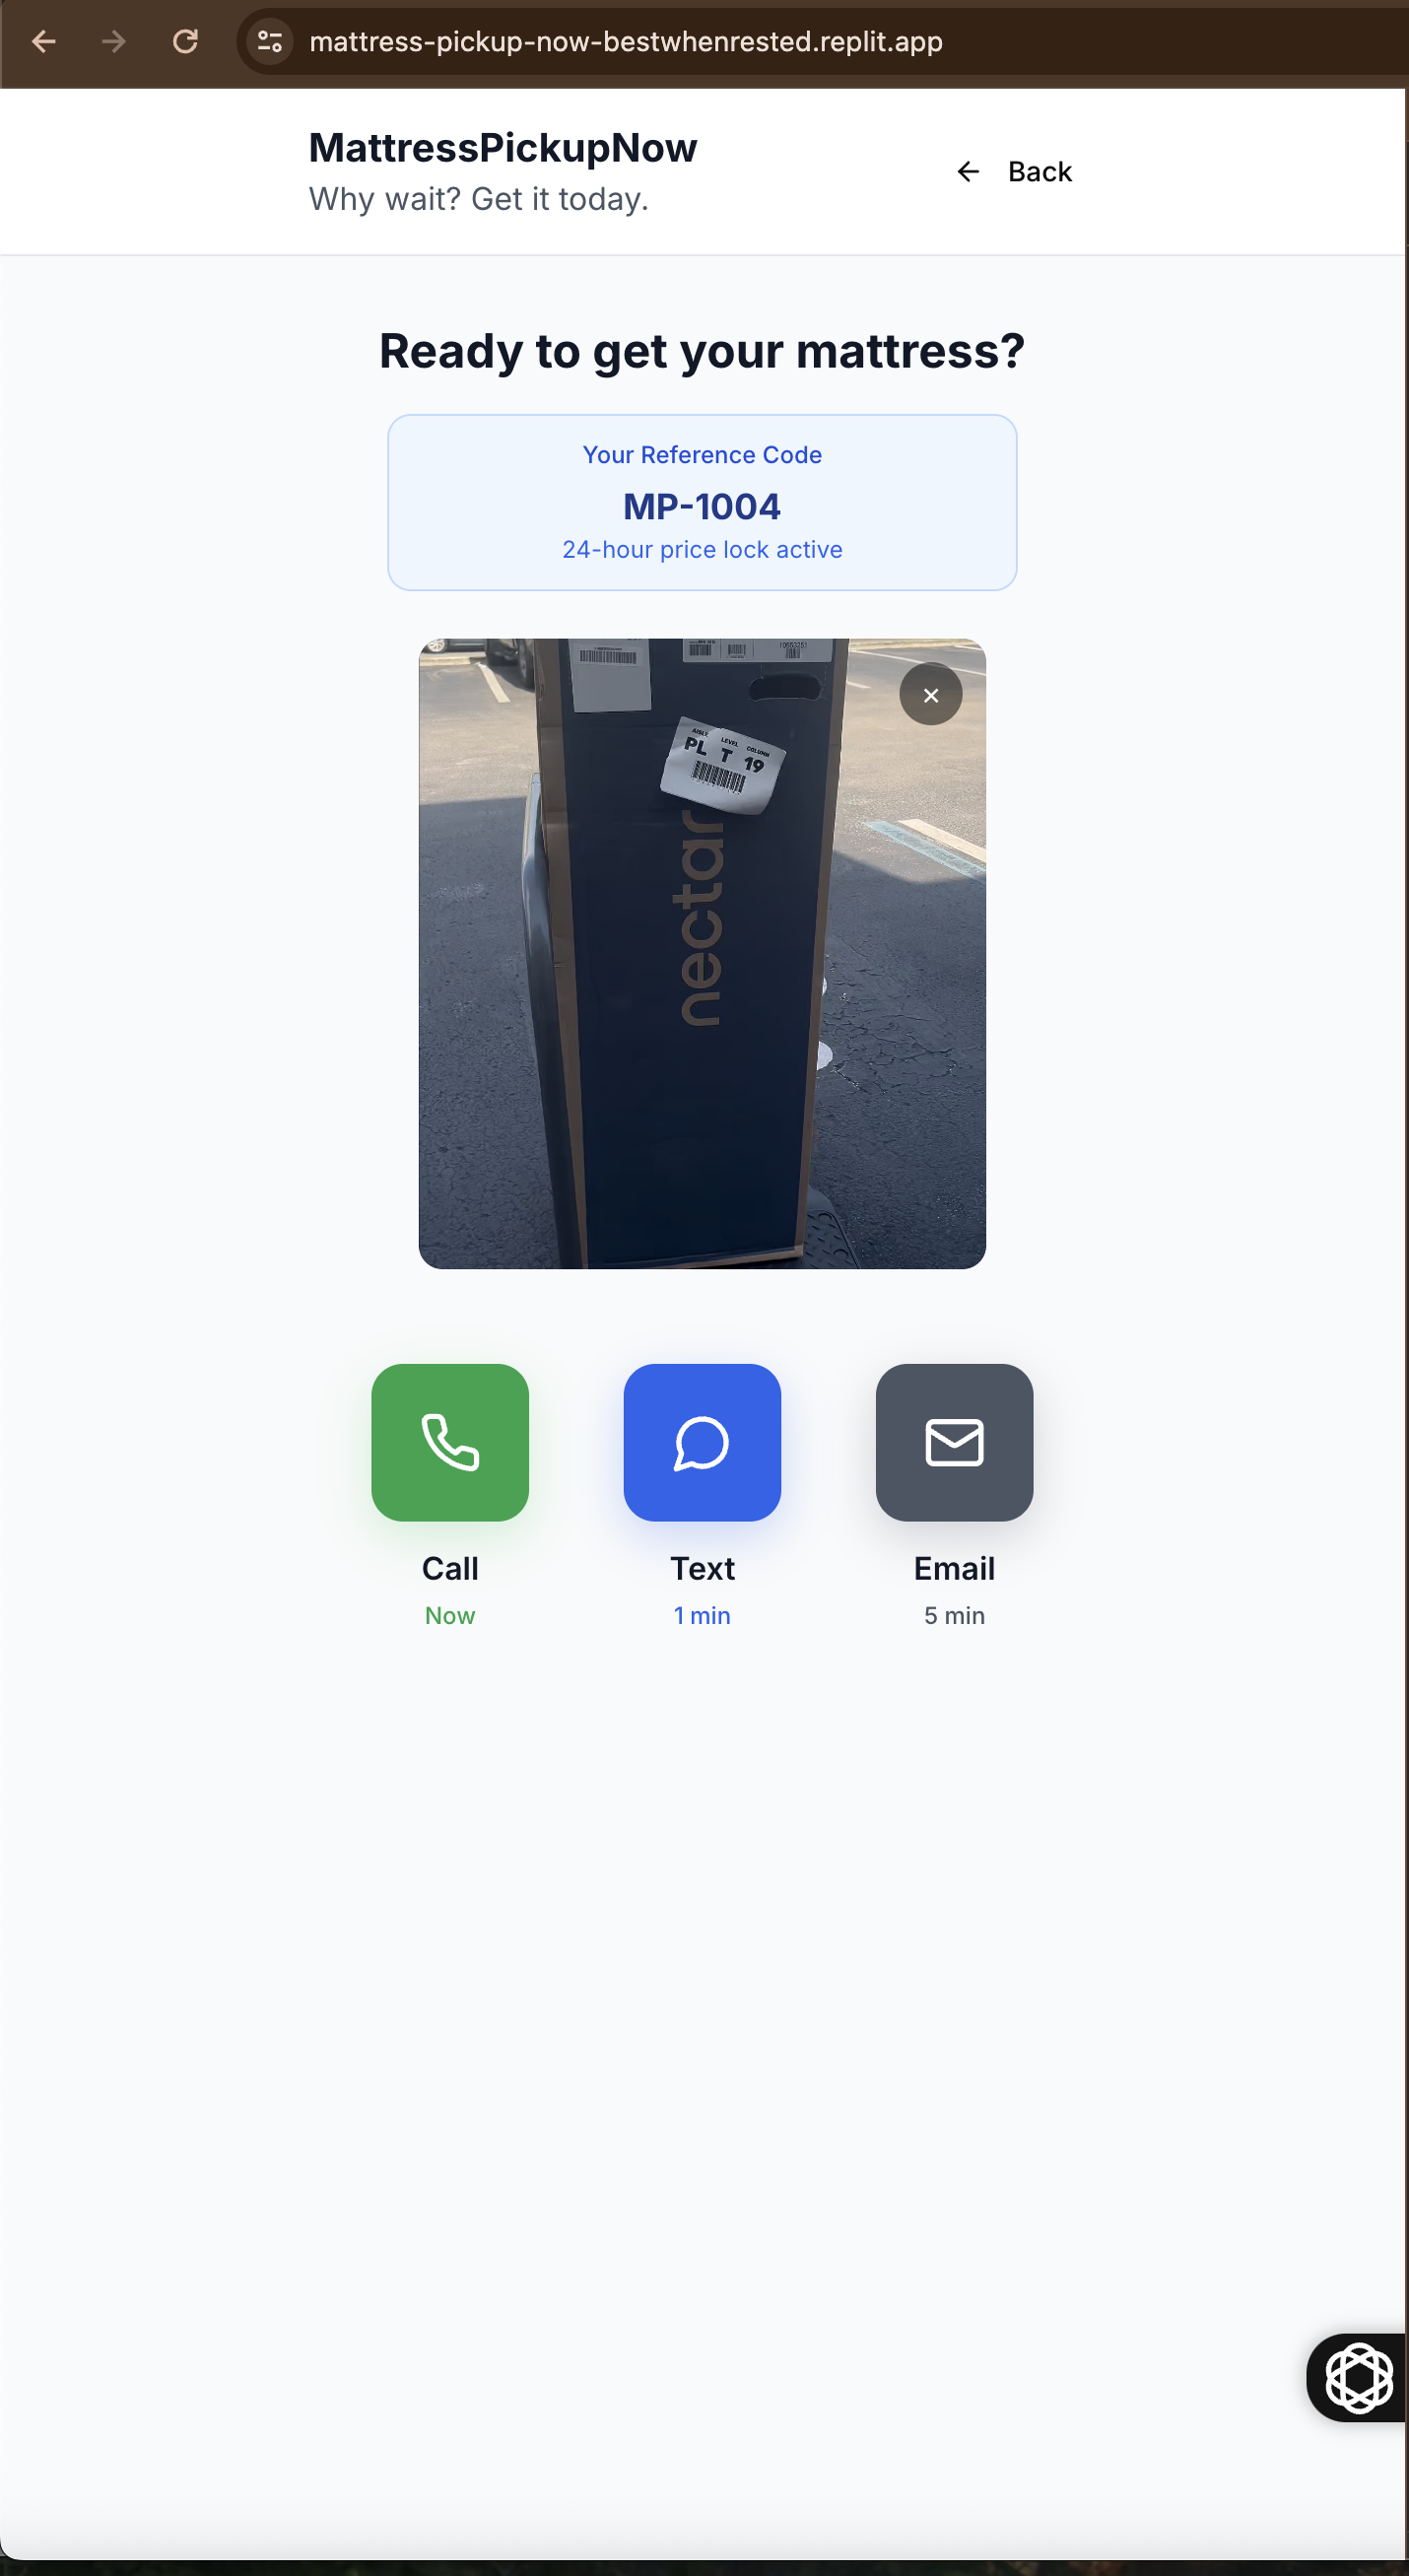 mattress-pickup-now-bestwhenrested.replit.app
MattressPickupNow
Why wait? Get it today.
Back
Ready to get your mattress?
Your Reference Code
MP-1004
24-hour price lock active
10653251
AISLE LEVEL COLUMN
PL T 19
nectar
Call
Text
Email
Now
1 min
5 min